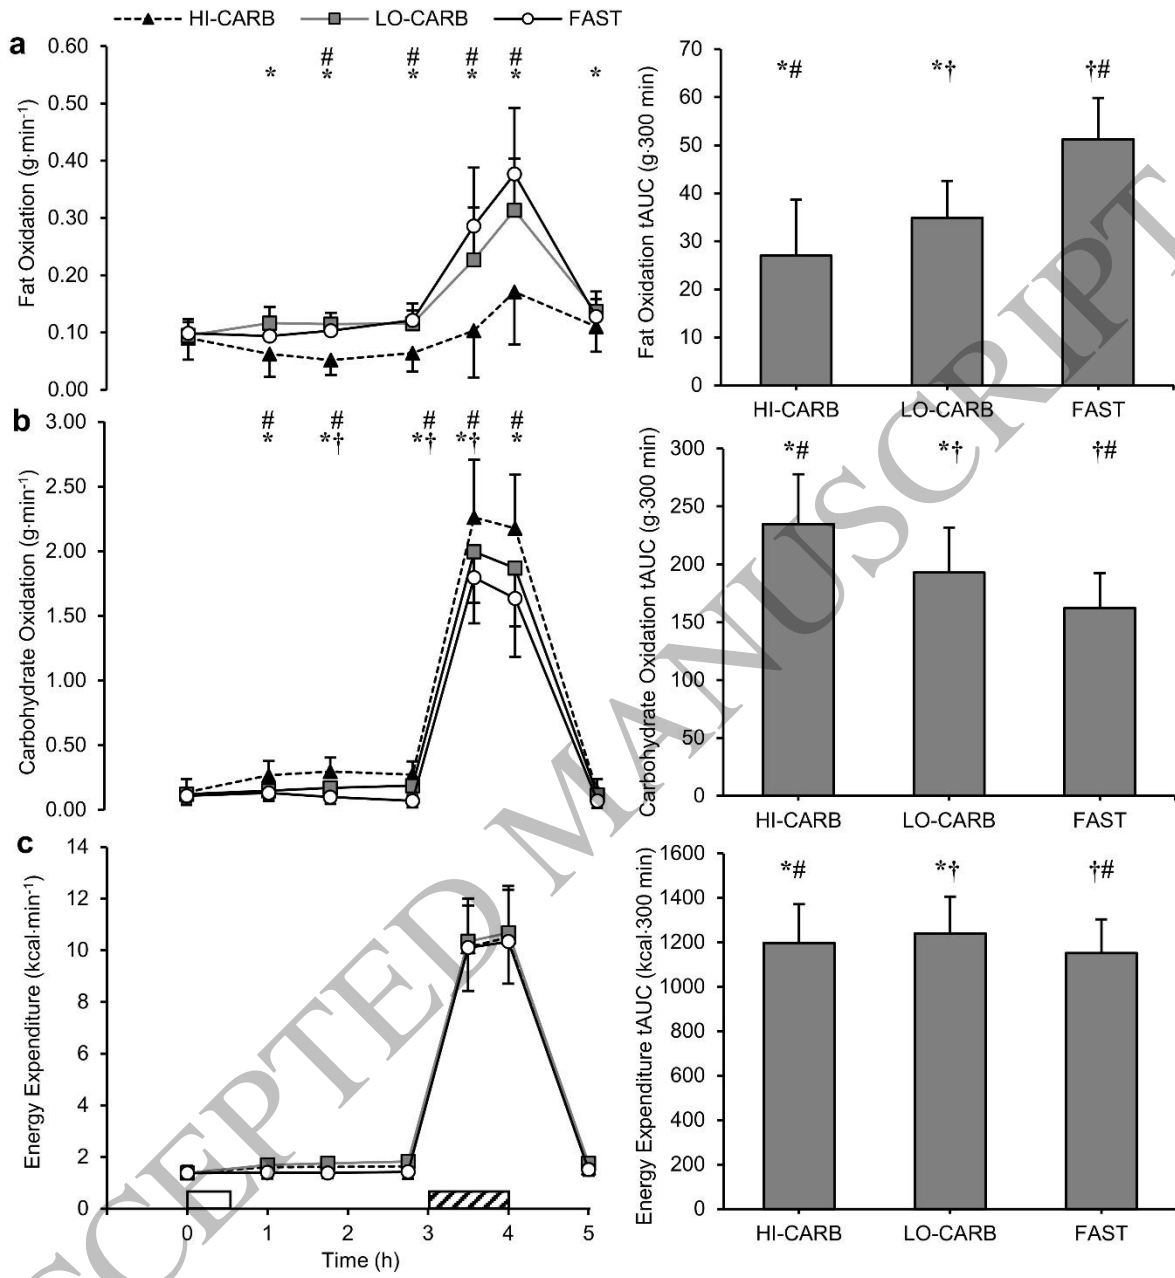 HI-CARB LO-CARB FAST
a
Fat Oxidation (g·min-1)
0.60
0.50
0.40
0.30
0.20
0.10
0.00
* #* #* #* #* *
Fat Oxidation tAUC (g·300 min)
70
60
50
40
30
20
10
0
*# *† †#
HI-CARB LO-CARB FAST
b
Carbohydrate Oxidation (g·min-1)
3.00
2.50
2.00
1.50
1.00
0.50
0.00
# # # # #
* *† *† *† *
Carbohydrate Oxidation tAUC (g·300 min)
300
250
200
150
100
50
0
*# *† †#
HI-CARB LO-CARB FAST
c
Energy Expenditure (kcal·min-1)
14
12
10
8
6
4
2
0
0 1 2 3 4 5
Time (h)
Energy Expenditure tAUC (kcal·300 min)
1600
1400
1200
1000
800
600
400
200
0
*# *† †#
HI-CARB LO-CARB FAST
CEPTED MANUSCRIPT